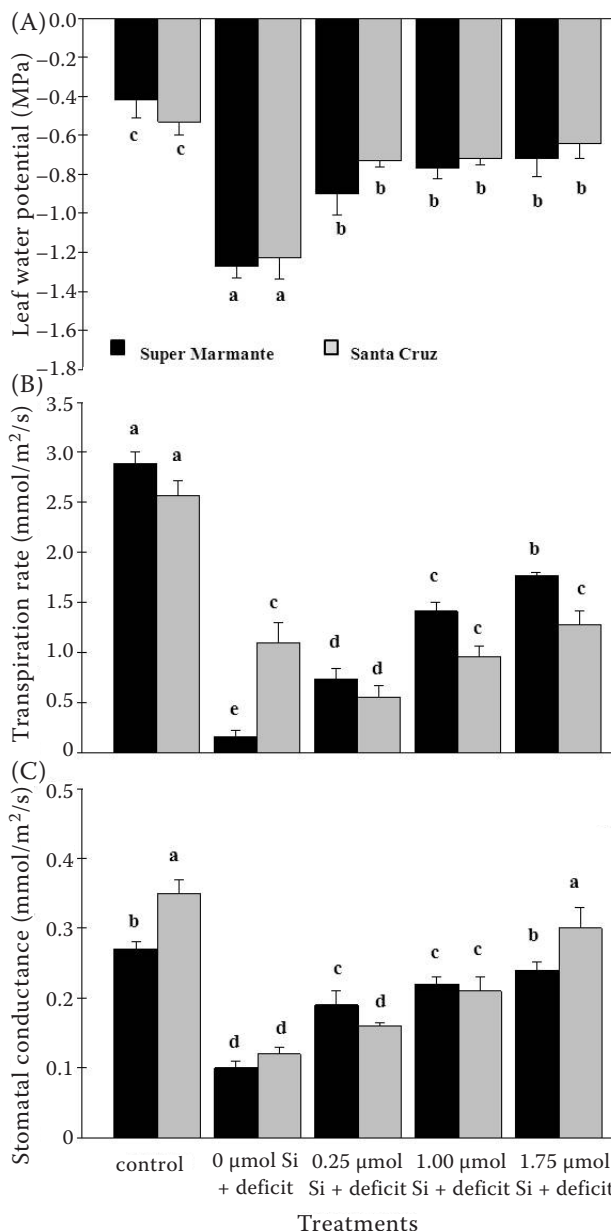 (A)
Leaf water potential (MPa)
0.0
–0.2
–0.4
–0.6
–0.8
–1.0
–1.2
–1.4
–1.6
–1.8
c c a a b b b b b b
Super Marmante Santa Cruz
(B)
Transpiration rate (mmol/m²/s)
3.5
3.0
2.5
2.0
1.5
1.0
0.5
0
a a e c d d c c b c
(C)
Stomatal conductance (mmol/m²/s)
0.5
0.4
0.3
0.2
0.1
0
b a d d c d c c b a
control 0 µmol Si 0.25 µmol 1.00 µmol 1.75 µmol
+ deficit Si + deficit Si + deficit Si + deficit
Treatments